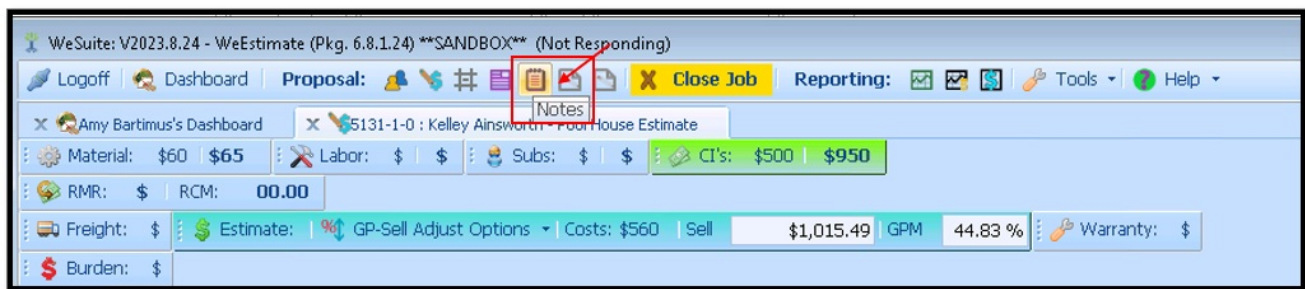 WeSuite: V2023.8.24 - WeEstimate (Pkg. 6.8.1.24) **SANDBOX** (Not Responding)
Logoff Dashboard Proposal: X Close Job Reporting: Tools Help
Notes
X Amy Bartimus's Dashboard X 5131-1-0 : Kelley Ainsworth - Pool House Estimate
Material: $60 $65 Labor: $ $ Subs: $ $ CI's: $500 $950
RMR: $ RCM: 00.00
Freight: $ Estimate: GP-Sell Adjust Options Costs: $560 Sell $1,015.49 GPM 44.83 % Warranty: $
Burden: $